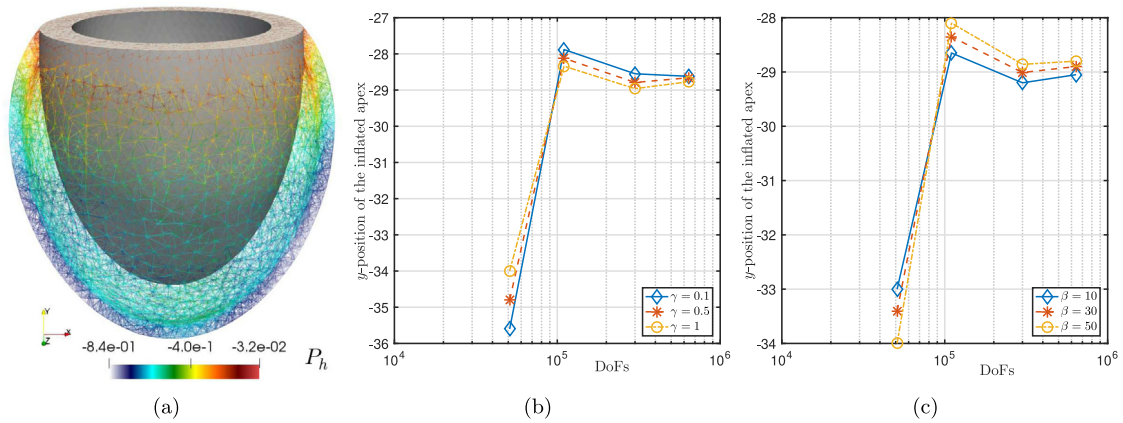 Y
X
Z
-8.4e-01 -4.0e-1 -3.2e-02
P_h
(a)
y-position of the inflated apex
-27
-28
-29
-30
-31
-32
-33
-34
-35
-36
γ = 0.1
γ = 0.5
γ = 1
10^4 10^5 10^6
DoFs
(b)
y-position of the inflated apex
-28
-29
-30
-31
-32
-33
-34
β = 10
β = 30
β = 50
10^4 10^5 10^6
DoFs
(c)